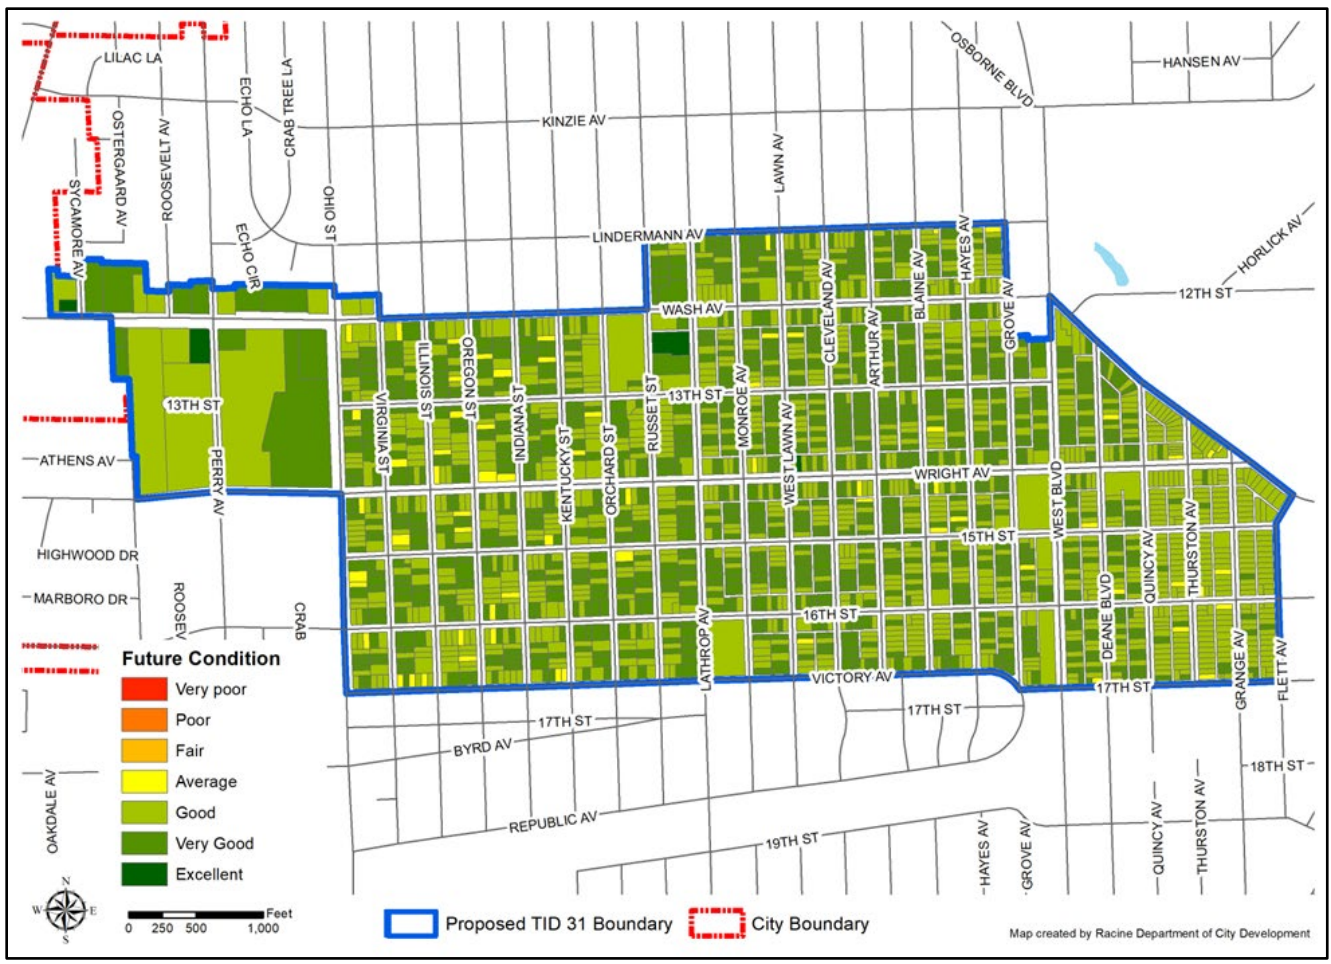 OSBORNE BLVD
HANSEN AV
LILAC LA
ECHO LA
CRAB TREE LA
KINZIE AV
OSTERGAARD AV
ROOSEVELT AV
LAWN AV
SYCAMORE AV
OHIO ST
ECHO CIR
LINDERMANN AV
HAYES AV
HORLICK AV
BLAINE AV
CLEVELAND AV
12TH ST
WASH AV
GROVE AV
ARTHUR AV
ILLINOIS ST
OREGON ST
INDIANA ST
RUSSET ST
MONROE AV
13TH ST
13TH ST
VIRGINIA ST
KENTUCKY ST
ORCHARD ST
WEST LAWN AV
ATHENS AV
PERRY AV
WRIGHT AV
WEST BLVD
HIGHWOOD DR
15TH ST
QUINCY AV
THURSTON AV
MARBORO DR
ROOSEV
CRAB
16TH ST
DEANE BLVD
LATHROP AV
GRANGE AV
FLETT AV
VICTORY AV
17TH ST
17TH ST
17TH ST
BYRD AV
18TH ST
OAKDALE AV
REPUBLIC AV
19TH ST
HAYES AV
GROVE AV
QUINCY AV
THURSTON AV
Future Condition
Very poor
Poor
Fair
Average
Good
Very Good
Excellent
N
W E
S
Feet
0 250 500 1,000
Proposed TID 31 Boundary
City Boundary
Map created by Racine Department of City Development